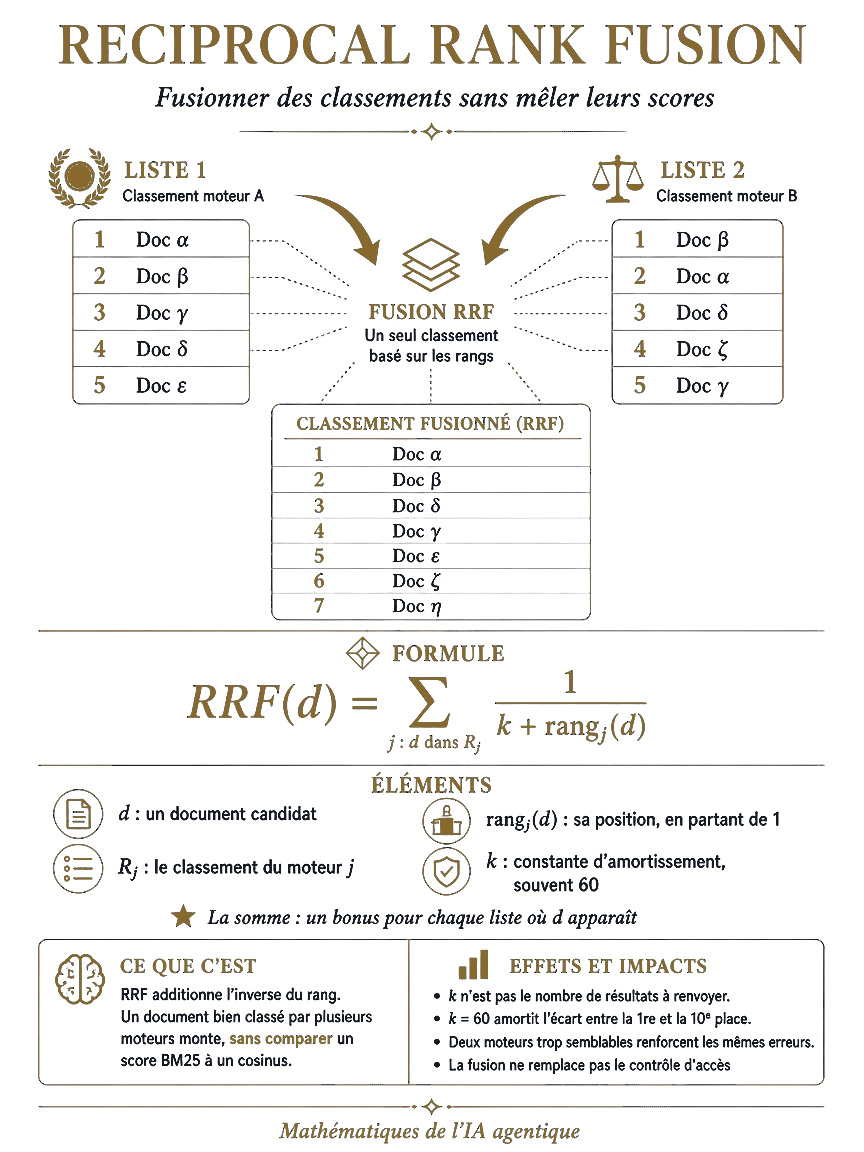 RECIPROCAL RANK FUSION
Fusionner des classements sans mêler leurs scores
LISTE 1
Classement moteur A
1 Doc α
2 Doc β
3 Doc γ
4 Doc δ
5 Doc ε
LISTE 2
Classement moteur B
1 Doc β
2 Doc α
3 Doc δ
4 Doc ζ
5 Doc γ
FUSION RRF
Un seul classement
basé sur les rangs
CLASSEMENT FUSIONNÉ (RRF)
1 Doc α
2 Doc β
3 Doc δ
4 Doc γ
5 Doc ε
6 Doc ζ
7 Doc η
FORMULE
RRF(d) = ∑ 1 / (k + rangⱼ(d))
j : d dans Rⱼ
ÉLÉMENTS
d : un document candidat
Rⱼ : le classement du moteur j
rangⱼ(d) : sa position, en partant de 1
k : constante d'amortissement,
souvent 60
La somme : un bonus pour chaque liste où d apparaît
CE QUE C'EST
RRF additionne l'inverse du rang.
Un document bien classé par plusieurs
moteurs monte, sans comparer un
score BM25 à un cosinus.
EFFETS ET IMPACTS
• k n'est pas le nombre de résultats à renvoyer.
• k = 60 amortit l'écart entre la 1re et la 10ᵉ place.
• Deux moteurs trop semblables renforcent les mêmes erreurs.
• La fusion ne remplace pas le contrôle d'accès
Mathématiques de l'IA agentique